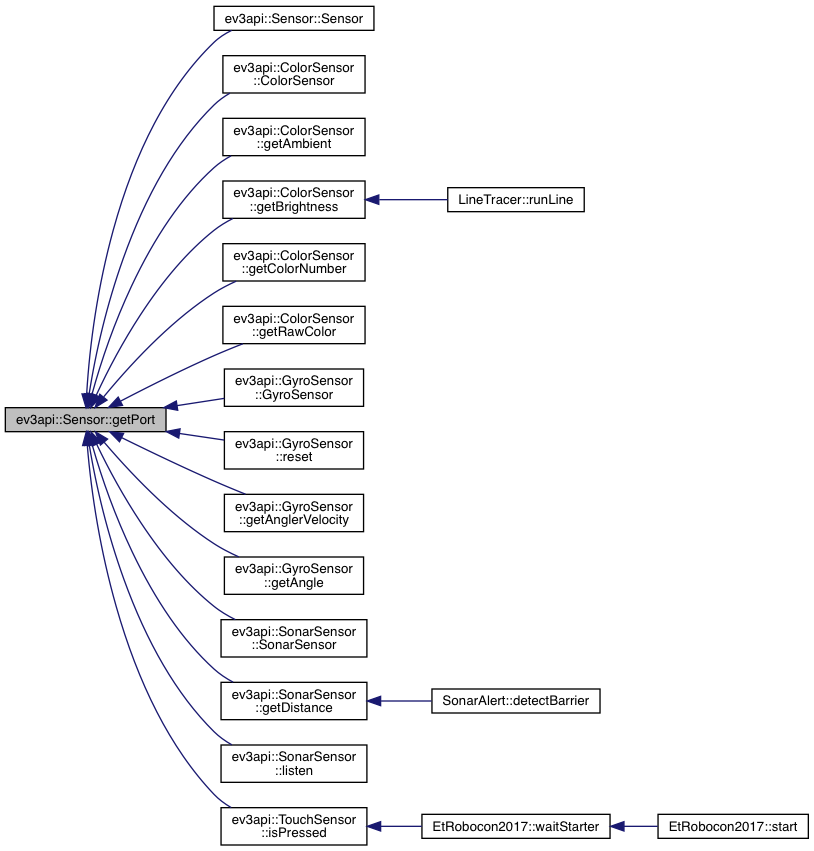 ev3api::Sensor::Sensor
ev3api::ColorSensor
::ColorSensor
ev3api::ColorSensor
::getAmbient
ev3api::ColorSensor
::getBrightness
LineTracer::runLine
ev3api::ColorSensor
::getColorNumber
ev3api::ColorSensor
::getRawColor
ev3api::GyroSensor
::GyroSensor
ev3api::Sensor::getPort
ev3api::GyroSensor
::reset
ev3api::GyroSensor
::getAnglerVelocity
ev3api::GyroSensor
::getAngle
ev3api::SonarSensor
::SonarSensor
ev3api::SonarSensor
::getDistance
SonarAlert::detectBarrier
ev3api::SonarSensor
::listen
ev3api::TouchSensor
::isPressed
EtRobocon2017::waitStarter
EtRobocon2017::start